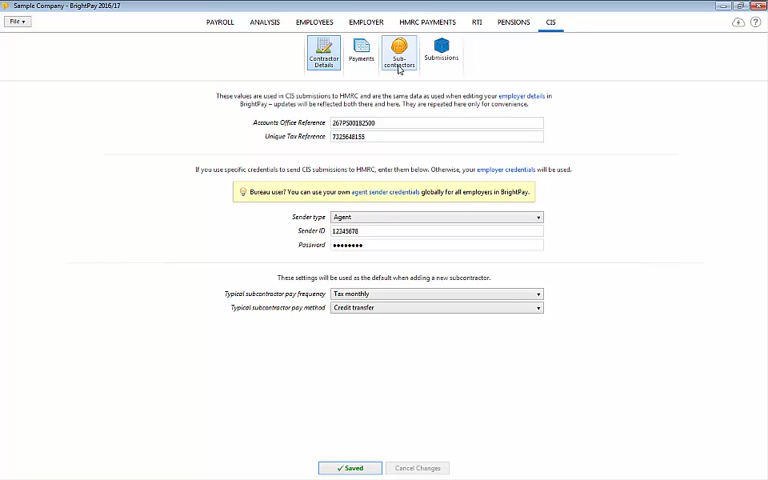 Sample Company - BrightPay 2016/17
File
PAYROLL ANALYSIS EMPLOYEES EMPLOYER HMRC PAYMENTS RTI PENSIONS CIS
Contractor Details
Payments
Sub-contractors
Submissions
These values are used in CIS submissions to HMRC and are the same data as used when editing your employer details in
BrightPay – updates will be reflected both there and here. They are repeated here only for convenience.
Accounts Office Reference 267PS00182500
Unique Tax Reference 7325648155
If you use specific credentials to send CIS submissions to HMRC, enter them below. Otherwise, your employer credentials will be used.
Bureau user? You can use your own agent sender credentials globally for all employers in BrightPay.
Sender type Agent
Sender ID 12345678
Password ●●●●●●●●
These settings will be used as the default when adding a new subcontractor.
Typical subcontractor pay frequency Tax monthly
Typical subcontractor pay method Credit transfer
✓ Saved Cancel Changes